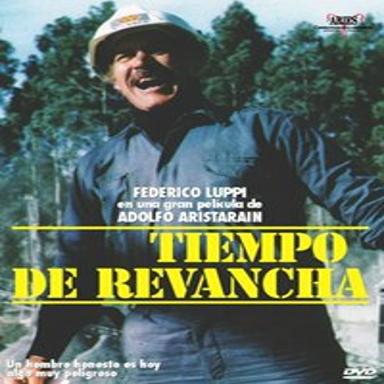 FEDERICO LUPPI
en una gran película de
ADOLFO ARISTARAIN
TIEMPO
DE REVANCHA
Un hombre honesto es hoy
algo muy peligroso
DVD